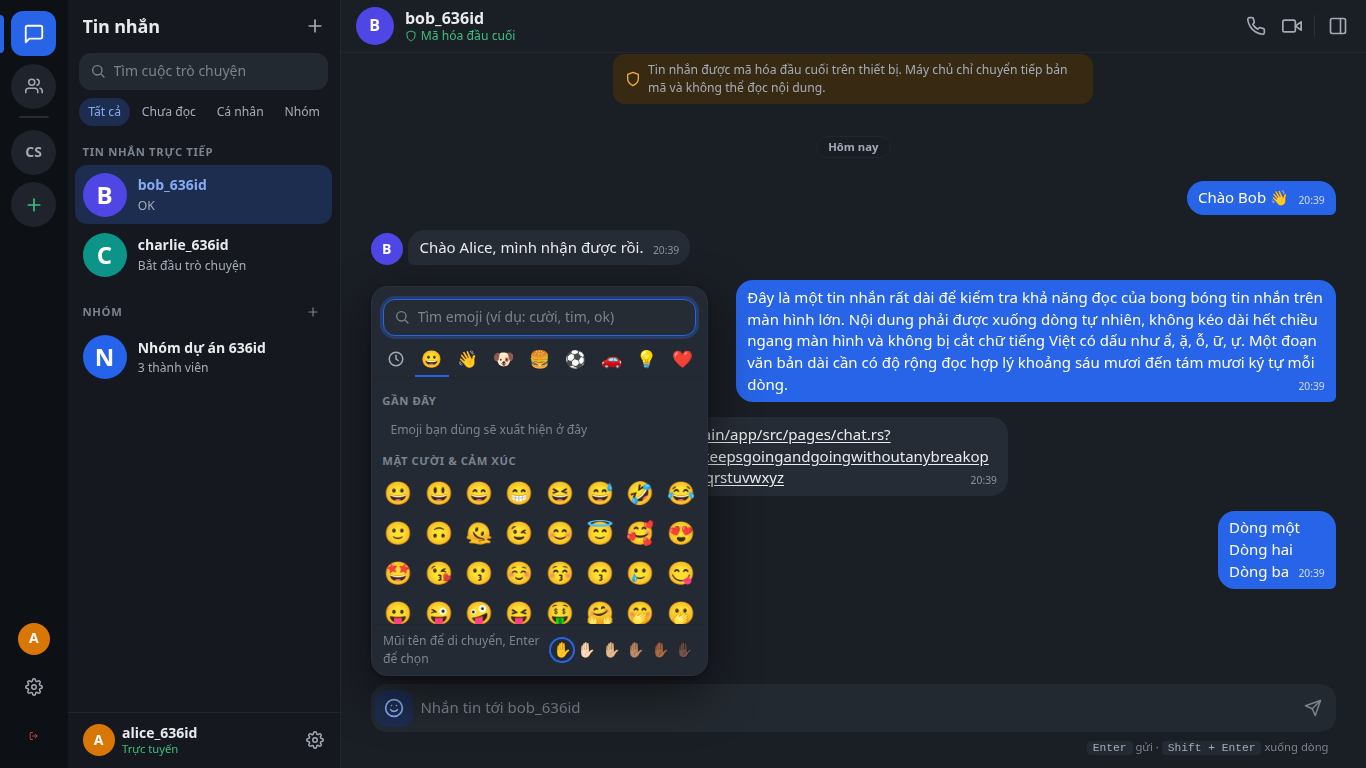 Tin nhắn
Tìm cuộc trò chuyện
Tất cả
Chưa đọc
Cá nhân
Nhóm
CS
TIN NHẮN TRỰC TIẾP
B
bob_636id
OK
C
charlie_636id
Bắt đầu trò chuyện
NHÓM
N
Nhóm dự án 636id
3 thành viên
A
A
alice_636id
Trực tuyến
B
bob_636id
Mã hóa đầu cuối
Tin nhắn được mã hóa đầu cuối trên thiết bị. Máy chủ chỉ chuyển tiếp bản
mã và không thể đọc nội dung.
Hôm nay
Chào Bob 👋 20:39
B
Chào Alice, mình nhận được rồi. 20:39
Đây là một tin nhắn rất dài để kiểm tra khả năng đọc của bong bóng tin nhắn trên
màn hình lớn. Nội dung phải được xuống dòng tự nhiên, không kéo dài hết chiều
ngang màn hình và không bị cắt chữ tiếng Việt có dấu như ấ, ặ, ỗ, ữ, ự. Một đoạn
văn bản dài cần có độ rộng đọc hợp lý khoảng sáu mươi đến tám mươi ký tự mỗi
dòng. 20:39
ain/app/src/pages/chat.rs?
keepsgoingandgoingwithoutanybreakop
qrstuvwxyz 20:39
Dòng một
Dòng hai
Dòng ba 20:39
Tìm emoji (ví dụ: cười, tim, ok)
GẦN ĐÂY
Emoji bạn dùng sẽ xuất hiện ở đây
MẶT CƯỜI & CẢM XÚC
Mũi tên để di chuyển, Enter
để chọn
Nhắn tin tới bob_636id
Enter gửi · Shift + Enter xuống dòng